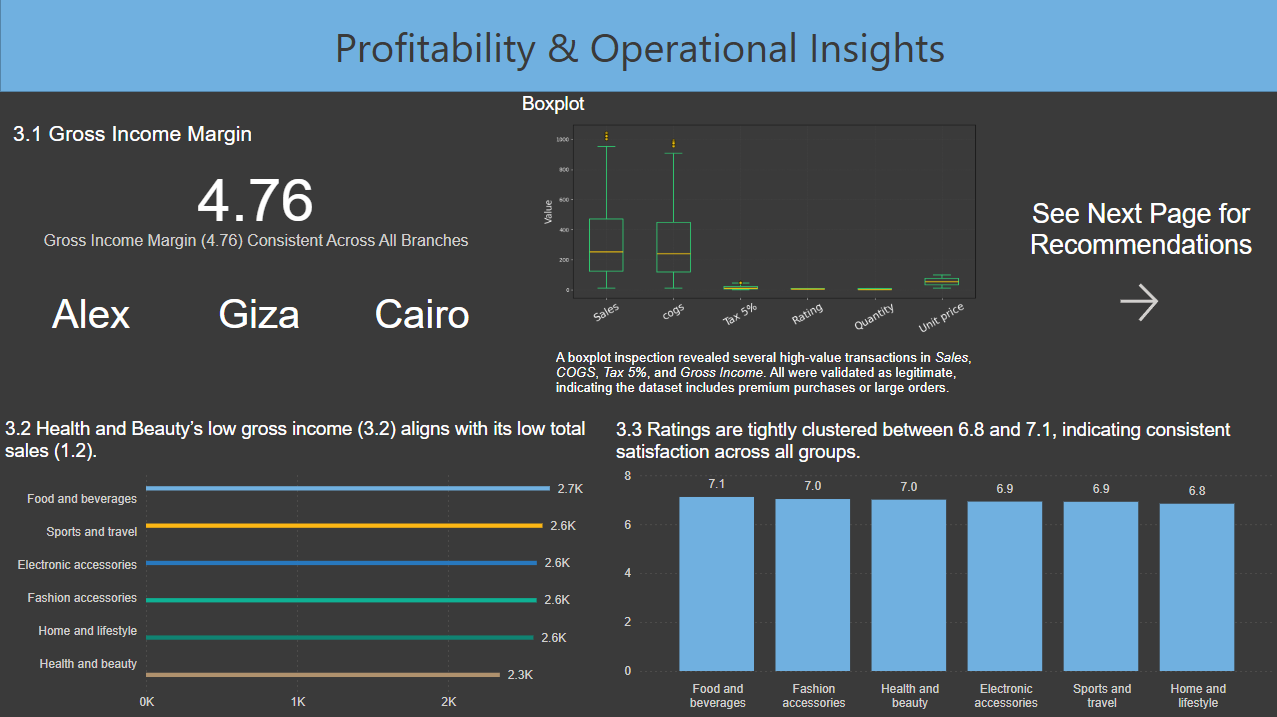 Profitability & Operational Insights
3.1 Gross Income Margin
4.76
Gross Income Margin (4.76) Consistent Across All Branches
Alex
Giza
Cairo
Boxplot
Value
1000
800
600
400
200
0
Sales
cogs
Tax 5%
Rating
Quantity
Unit price
A boxplot inspection revealed several high-value transactions in Sales,
COGS, Tax 5%, and Gross Income. All were validated as legitimate,
indicating the dataset includes premium purchases or large orders.
See Next Page for
Recommendations
3.2 Health and Beauty’s low gross income (3.2) aligns with its low total
sales (1.2).
Food and beverages
2.7K
Sports and travel
2.6K
Electronic accessories
2.6K
Fashion accessories
2.6K
Home and lifestyle
2.6K
Health and beauty
2.3K
0K
1K
2K
3.3 Ratings are tightly clustered between 6.8 and 7.1, indicating consistent
satisfaction across all groups.
8
6
4
2
0
7.1
7.0
7.0
6.9
6.9
6.8
Food and
beverages
Fashion
accessories
Health and
beauty
Electronic
accessories
Sports and
travel
Home and
lifestyle